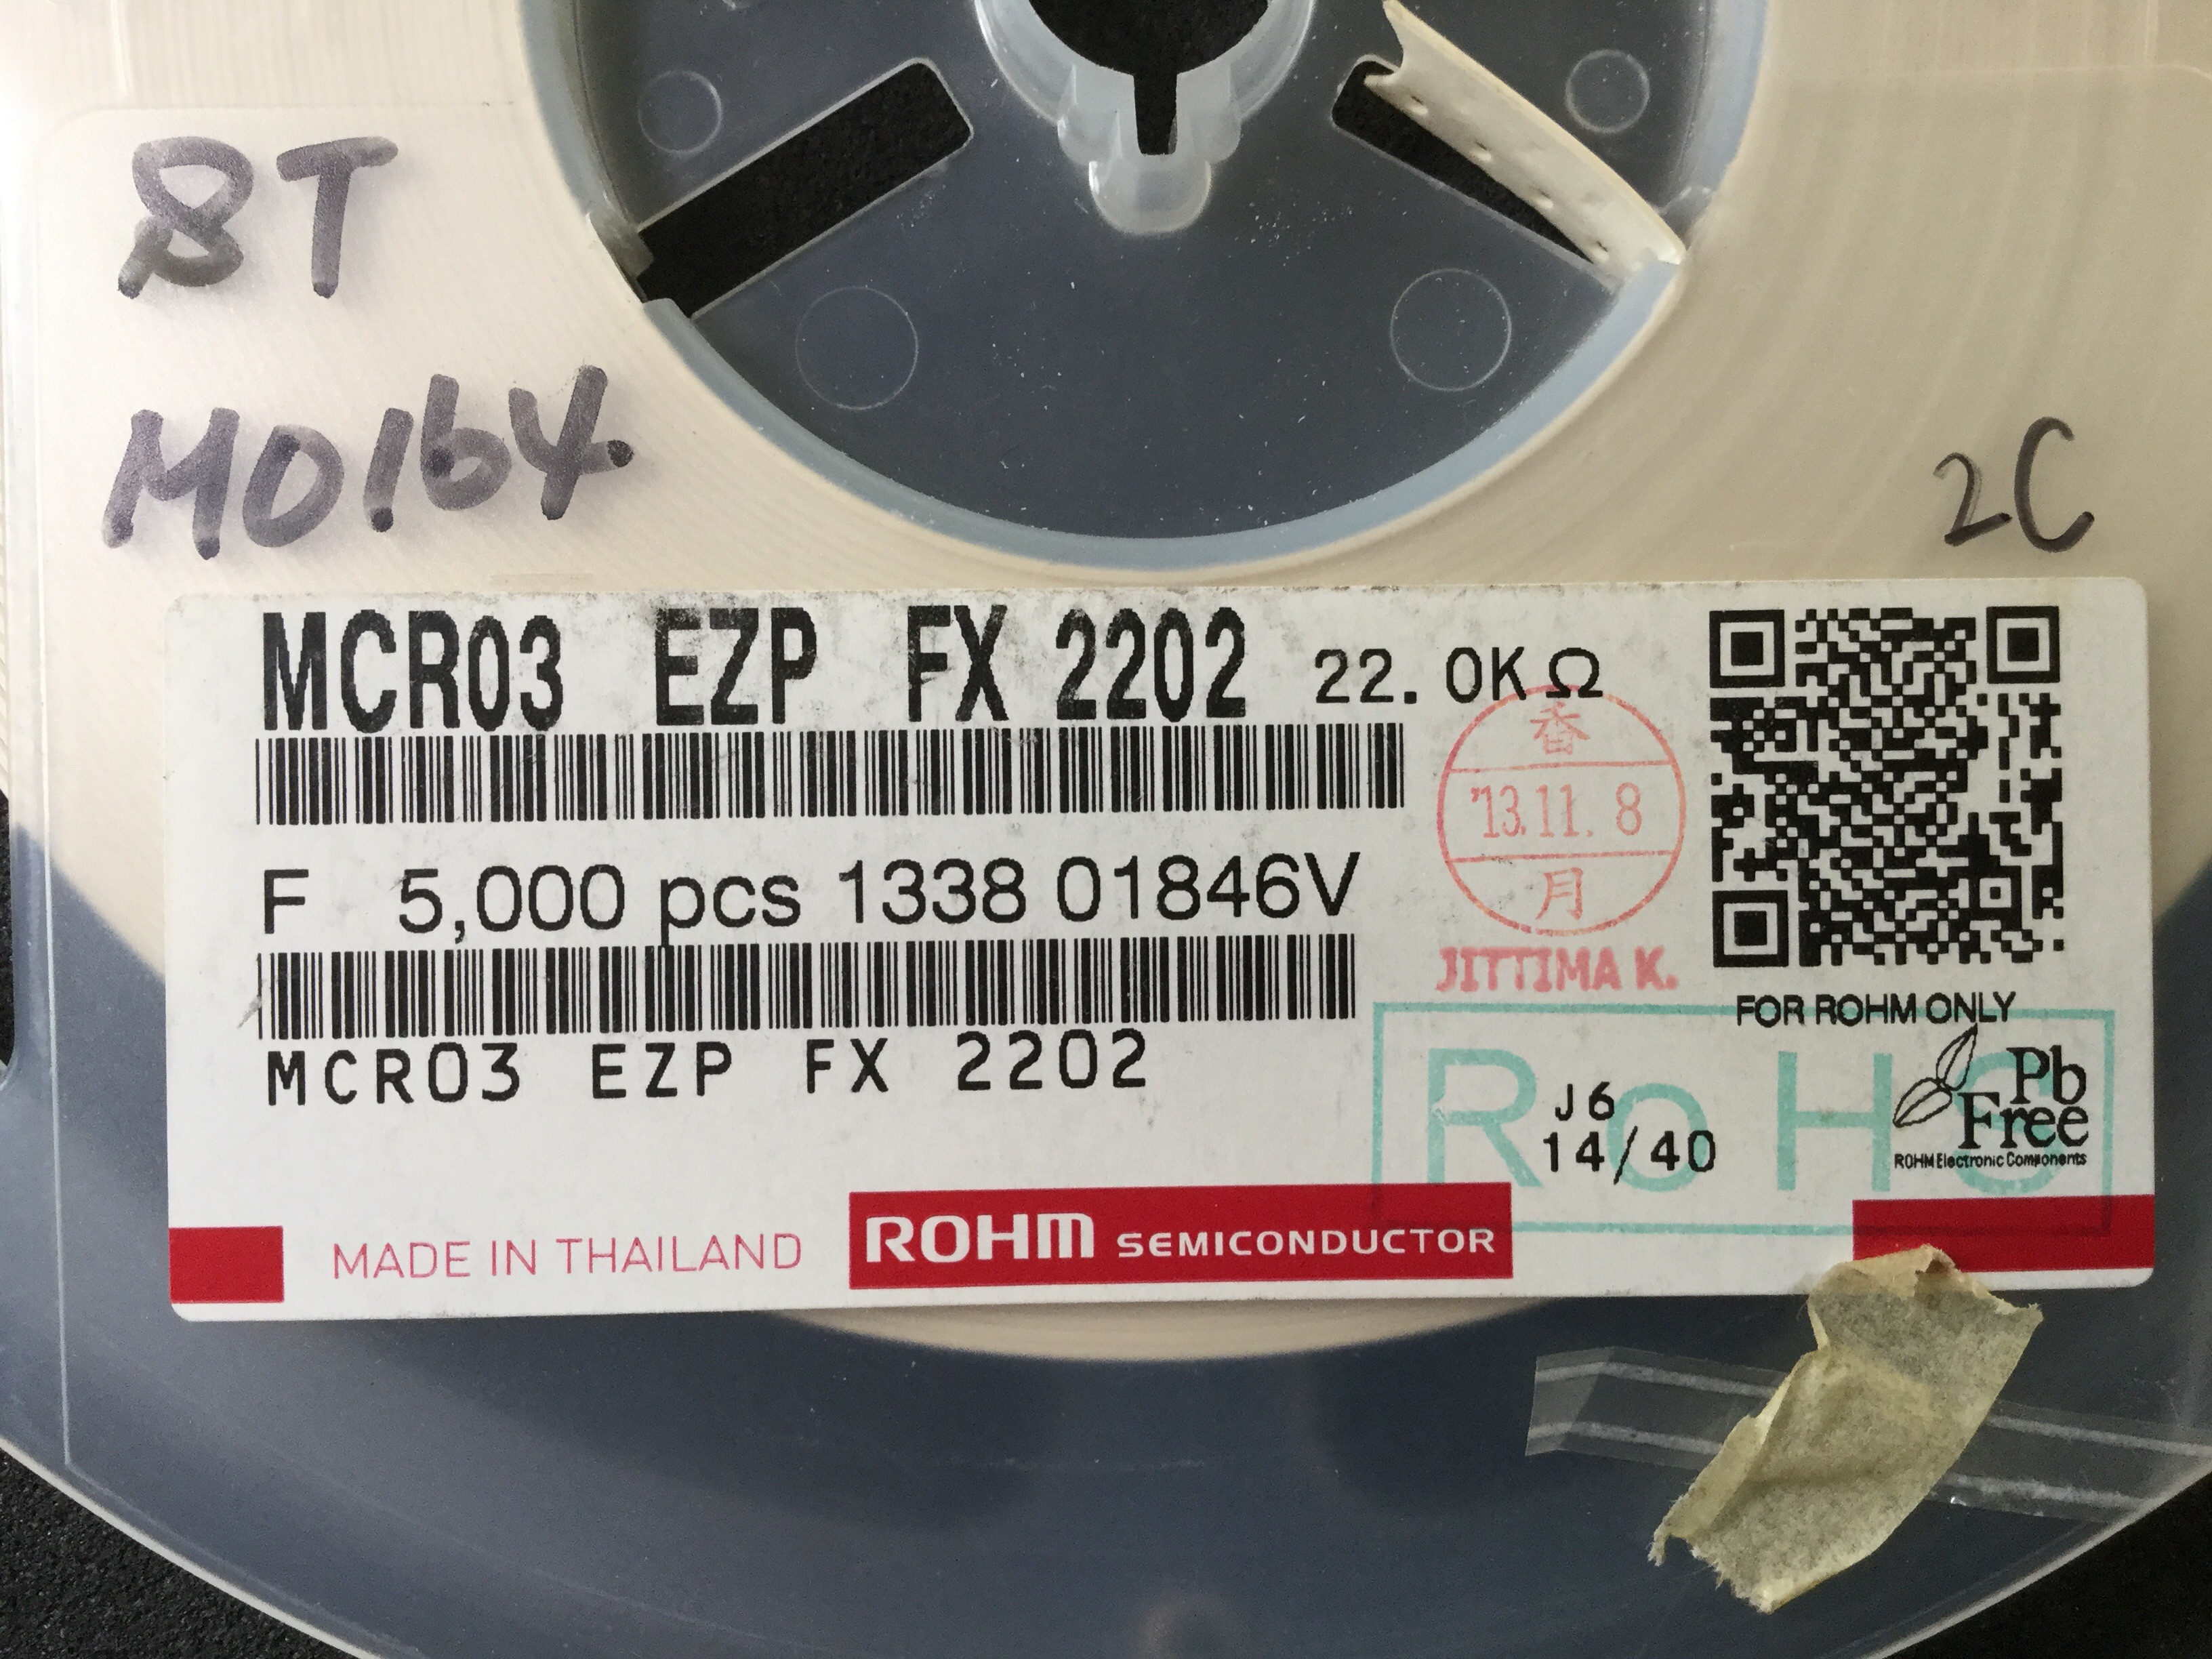 8T
M0164.
2C
MCR03 EZP FX 2202 22.0KΩ
香
'13.11.8
月
F 5,000 pcs 1338 01846V
JITTIMA K.
FOR ROHM ONLY
MCR03 EZP FX 2202
RoHS
J6
14/40
Pb
Free
ROHM Electronic Components
MADE IN THAILAND
ROHM SEMICONDUCTOR